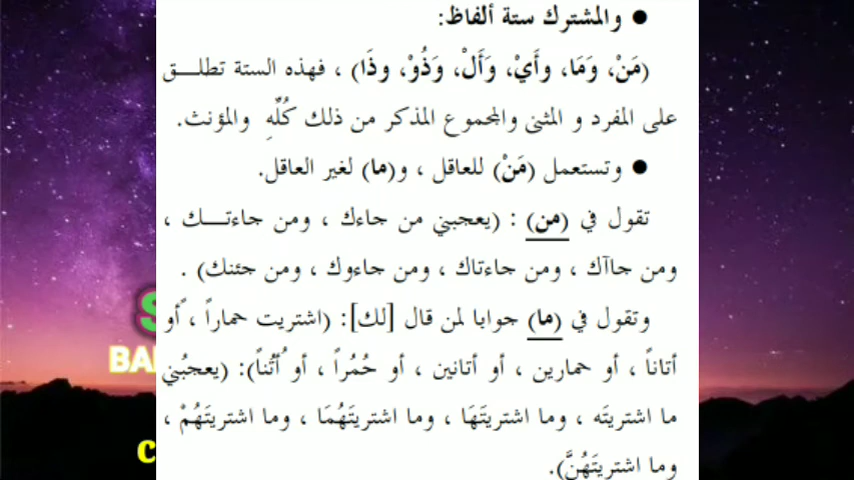 ● والمشترك ستة ألفاظ:
(مَنْ، وَمَا، وأَيْ، وَأَلْ، وَذُوْ، وذَا) ، فهذه الستة تطلــق
على المفرد و المثنى والمجموع المذكر من ذلك كُلِّهِ والمؤنث.
● وتستعمل (مَنْ) للعاقل ، و(ما) لغير العاقل.
تقول في (من) : (يعجبني من جاءك ، ومن جاءتــك ،
ومن جاآك ، ومن جاءتاك ، ومن جاءوك ، ومن جئنك) .
وتقول في (ما) جوابا لمن قال [لك]: (اشتريت حماراً ، أو
أتاناً ، أو حمارين ، أو أتانين ، أو حُمُراً ، أو أُتُناً): (يعجبُني
ما اشتريتَه ، وما اشتريتَهَا ، وما اشتريتَهُمَا ، وما اشتريتَهُمْ ،
وما اشتريتَهُنَّ).
S
BA
C